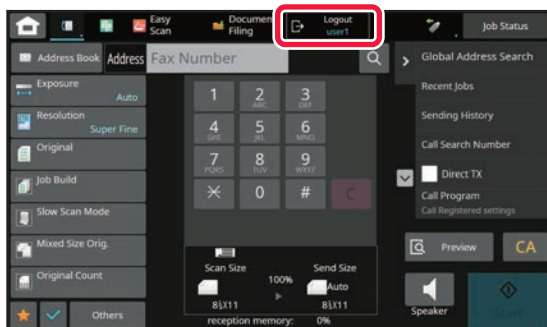 Easy
Scan
Documen
Filing
Logout
user1
Job Status
Address Book
Address
Fax Number
Global Address Search
Exposure
Auto
Recent Jobs
Resolution
Super Fine
Sending History
Original
Call Search Number
Job Build
Direct TX
Slow Scan Mode
Call Program
Call Registered settings
Mixed Size Orig.
Preview
CA
Original Count
Others
1
2
ABC
3
DEF
4
GHI
5
JKL
6
MNO
7
PQRS
8
TUV
9
WXYZ
0
#
C
Scan Size
100%
Send Size
Auto
8½X11
8½X11
reception memory: 0%
Speaker
Start